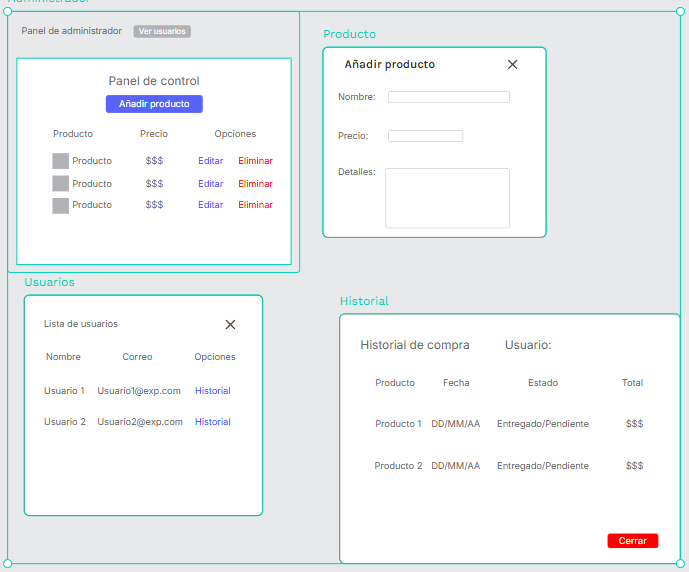 Administrador
Panel de administrador Ver usuarios
Panel de control
Añadir producto
Producto Precio Opciones
Producto $$$ Editar Eliminar
Producto $$$ Editar Eliminar
Producto $$$ Editar Eliminar
Producto
Añadir producto
Nombre:
Precio:
Detalles:
Usuarios
Lista de usuarios
Nombre Correo Opciones
Usuario 1 Usuario1@exp.com Historial
Usuario 2 Usuario2@exp.com Historial
Historial
Historial de compra Usuario:
Producto Fecha Estado Total
Producto 1 DD/MM/AA Entregado/Pendiente $$$
Producto 2 DD/MM/AA Entregado/Pendiente $$$
Cerrar